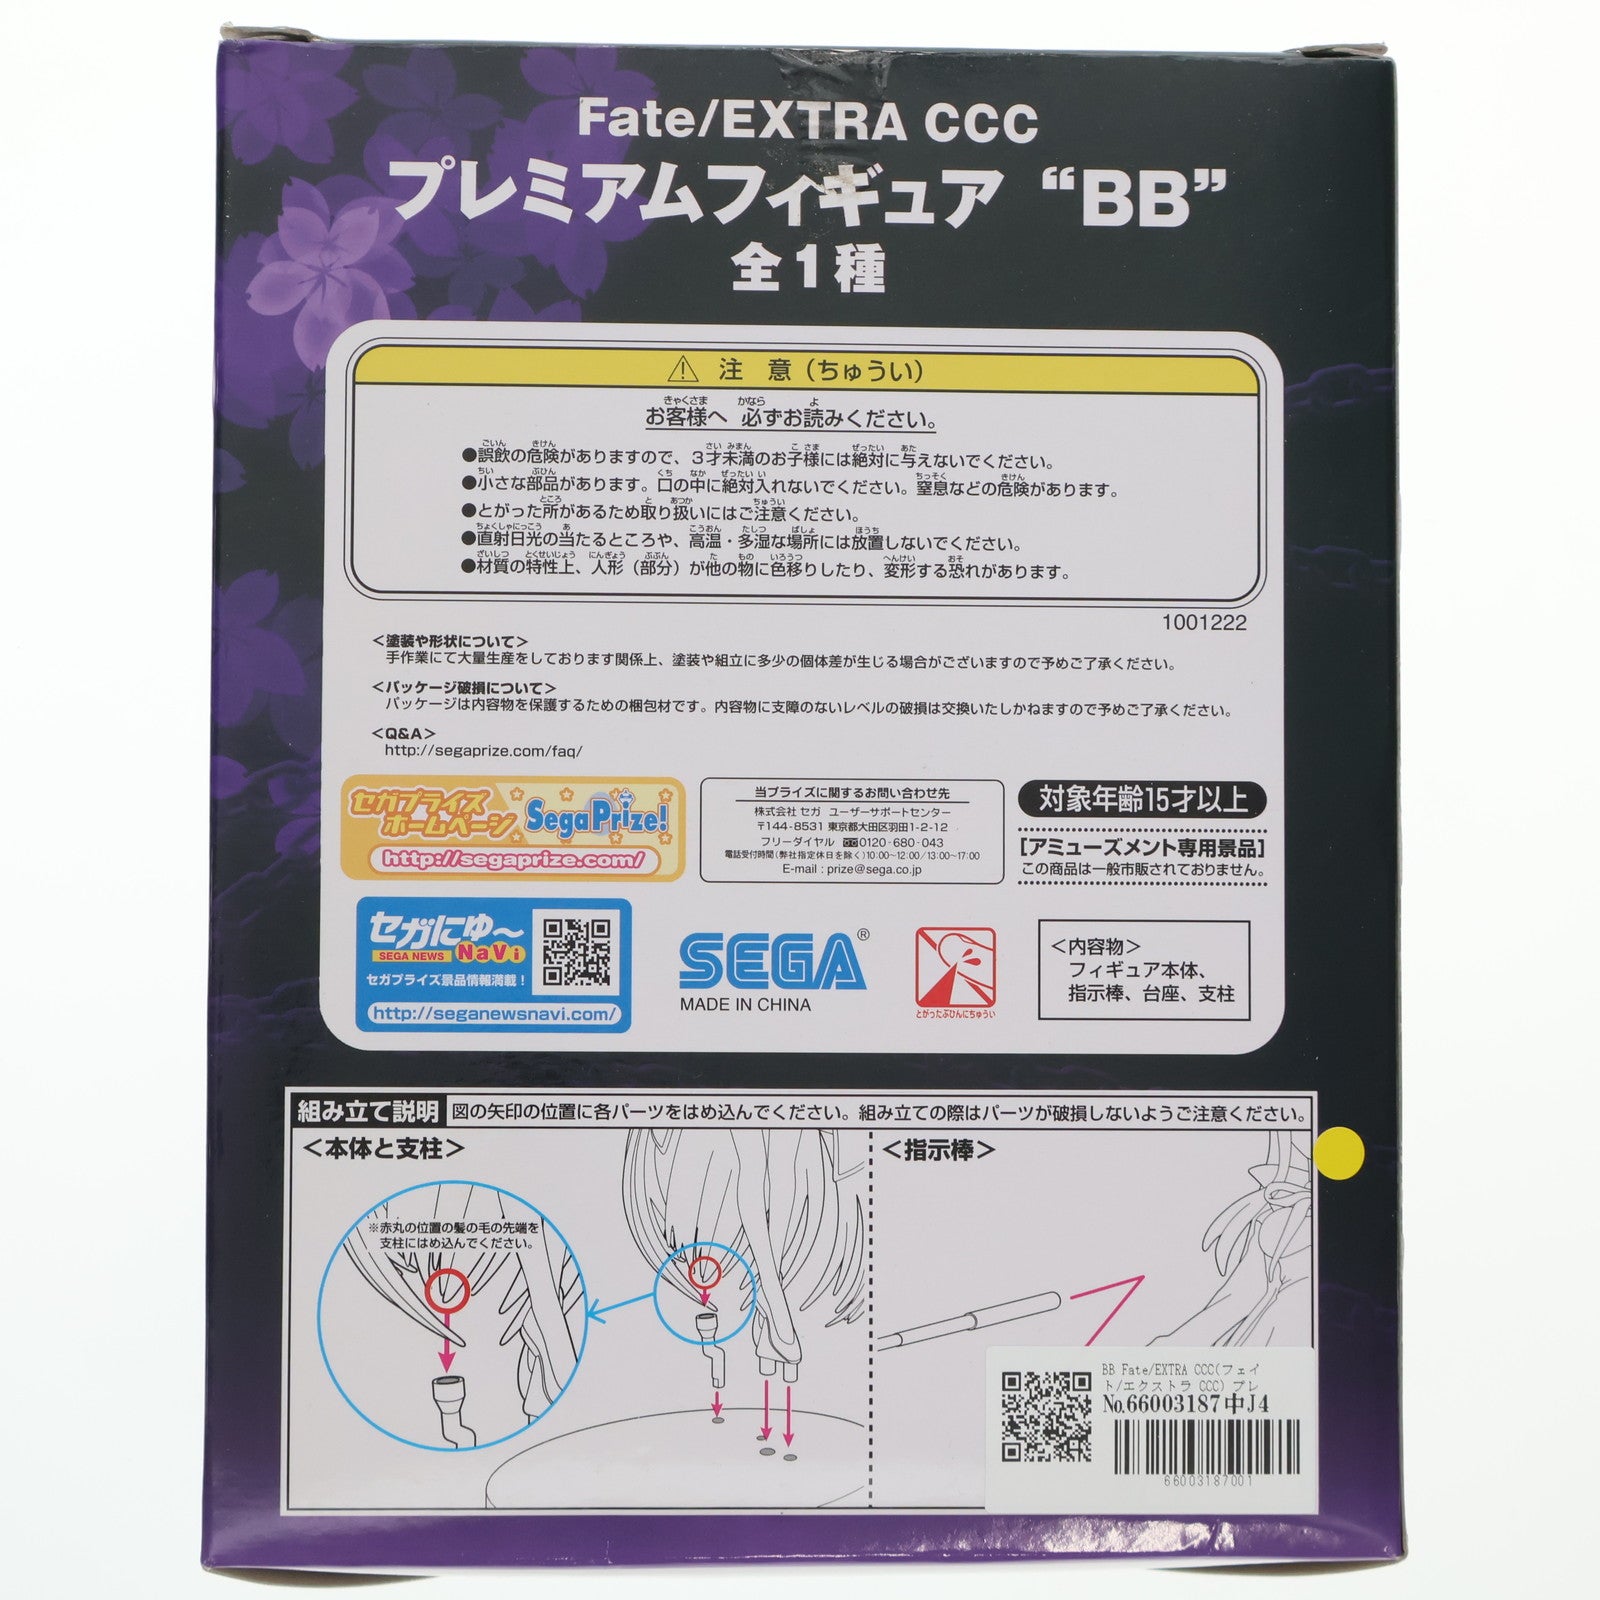 Fate/EXTRA CCC
プレミアムフィギュア “BB”
全1種
注 意（ちゅうい）
お客様へ 必ずお読みください。
●誤飲の危険がありますので、３才未満のお子様には絶対に与えないでください。
●小さな部品があります。口の中に絶対入れないでください。窒息などの危険があります。
●とがった所があるため取り扱いにはご注意ください。
●直射日光の当たるところや、高温・多湿な場所には放置しないでください。
●材質の特性上、人形（部分）が他の物に色移りしたり、変形する恐れがあります。
1001222
＜塗装や形状について＞
手作業にて大量生産をしております関係上、塗装や組立に多少の個体差が生じる場合がございますので予めご了承ください。
＜パッケージ破損について＞
パッケージは内容物を保護するための梱包材です。内容物に支障のないレベルの破損は交換いたしかねますので予めご了承ください。
＜Q&A＞
http://segaprize.com/faq/
セガプライズ
ホームページ
SegaPrize!
http://segaprize.com/
当プライズに関するお問い合わせ先
株式会社 セガ ユーザーサポートセンター
〒144-8531 東京都大田区羽田1-2-12
フリーダイヤル 0120-680-043
電話受付時間(弊社指定休日を除く)10:00~12:00/13:00~17:00
E-mail : prize@sega.co.jp
対象年齢15才以上
［アミューズメント専用景品］
この商品は一般市販されておりません。
セガにゅ〜
SEGA NEWS NaVi
セガプライズ景品情報満載！
http://seganewsnavi.com/
SEGA®
MADE IN CHINA
とがったぶひんにちゅうい
＜内容物＞
フィギュア本体、
指示棒、台座、支柱
組み立て説明 図の矢印の位置に各パーツをはめ込んでください。組み立ての際はパーツが破損しないようご注意ください。
＜本体と支柱＞
※赤丸の位置の髪の毛の先端を
支柱にはめ込んでください。
＜指示棒＞
BB Fate/EXTRA CCC(フェイ
ト/エクストラ CCC) プレ
No.66003187中J4
66003187001